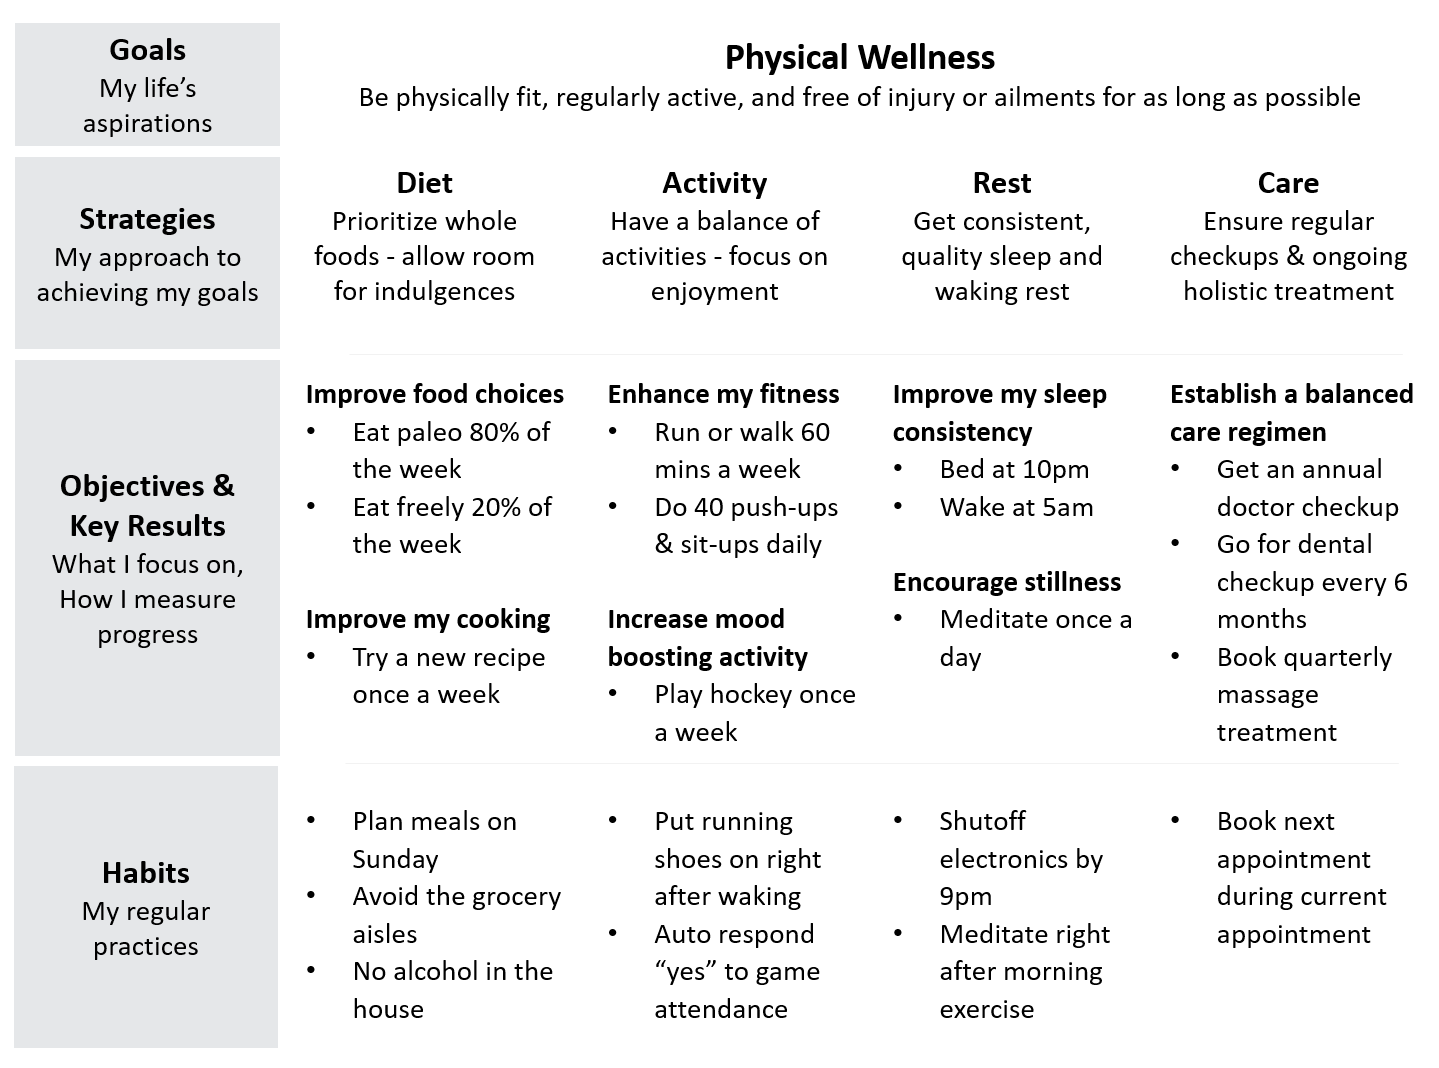 Goals
My life’s
aspirations
Physical Wellness
Be physically fit, regularly active, and free of injury or ailments for as long as possible
Strategies
My approach to
achieving my goals
Diet
Prioritize whole
foods - allow room
for indulgences
Activity
Have a balance of
activities - focus on
enjoyment
Rest
Get consistent,
quality sleep and
waking rest
Care
Ensure regular
checkups & ongoing
holistic treatment
Objectives &
Key Results
What I focus on,
How I measure
progress
Improve food choices
• Eat paleo 80% of
the week
• Eat freely 20% of
the week
Improve my cooking
• Try a new recipe
once a week
Enhance my fitness
• Run or walk 60
mins a week
• Do 40 push-ups
& sit-ups daily
Increase mood
boosting activity
• Play hockey once
a week
Improve my sleep
consistency
• Bed at 10pm
• Wake at 5am
Encourage stillness
• Meditate once a
day
Establish a balanced
care regimen
• Get an annual
doctor checkup
• Go for dental
checkup every 6
months
• Book quarterly
massage
treatment
Habits
My regular
practices
• Plan meals on
Sunday
• Avoid the grocery
aisles
• No alcohol in the
house
• Put running
shoes on right
after waking
• Auto respond
“yes” to game
attendance
• Shutoff
electronics by
9pm
• Meditate right
after morning
exercise
• Book next
appointment
during current
appointment